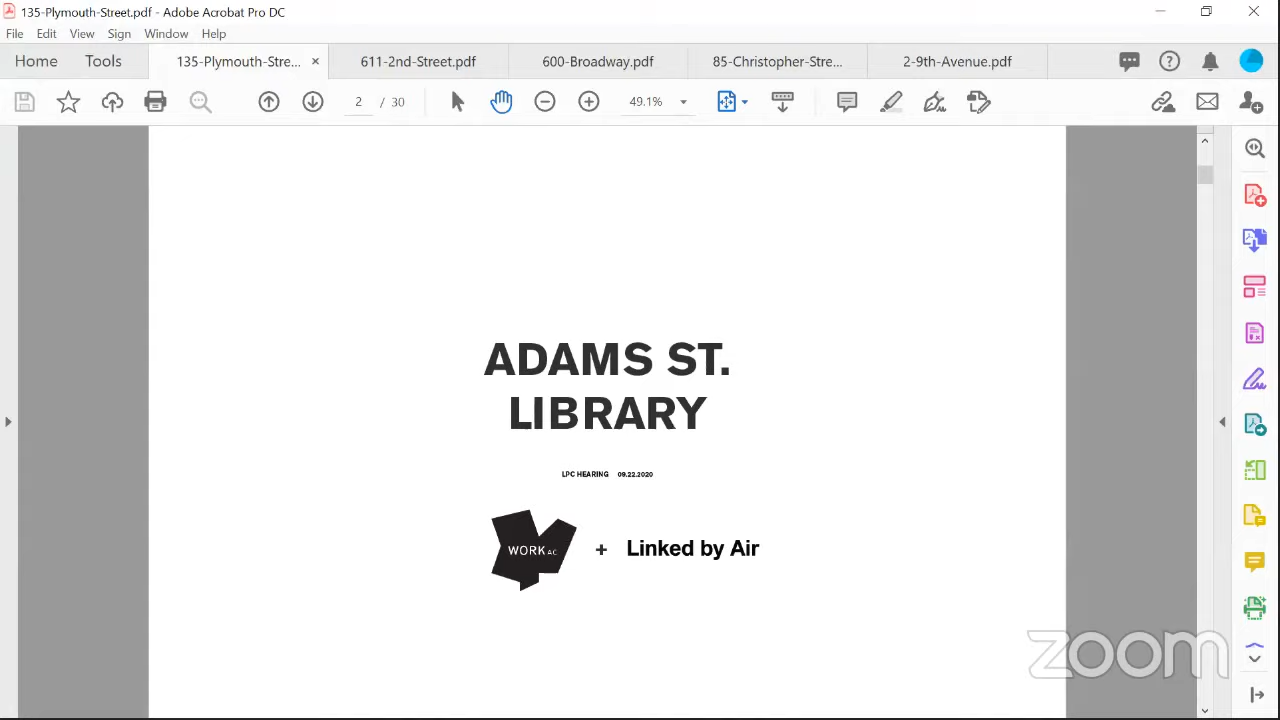 135-Plymouth-Street.pdf - Adobe Acrobat Pro DC
File Edit View Sign Window Help
Home Tools 135-Plymouth-Stre... × 611-2nd-Street.pdf 600-Broadway.pdf 85-Christopher-Stre... 2-9th-Avenue.pdf
2 / 30 49.1%
ADAMS ST.
LIBRARY
LPC HEARING 09.22.2020
WORK AC + Linked by Air
zoom